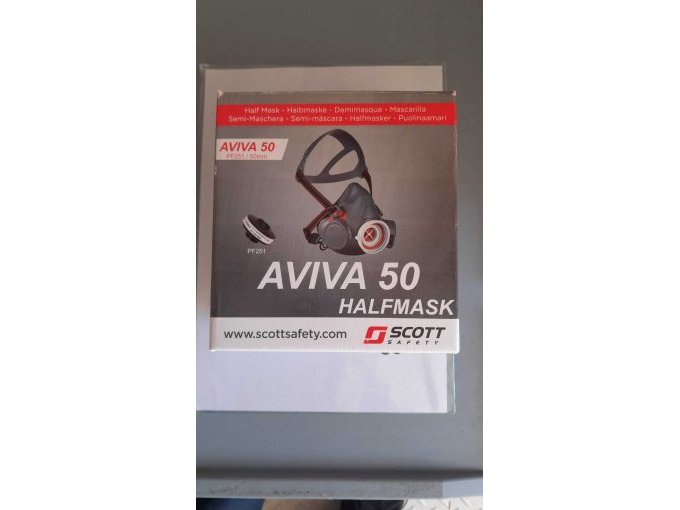 Half Mask - Halbmaske - Demimasque - Mascarilla
Semi-Maschera - Semi-máscara - Halfmasker - Puolinaamari
AVIVA 50
PF251 / 50mm
PF251
AVIVA 50
HALFMASK
www.scottsafety.com
SCOTT
SAFETY